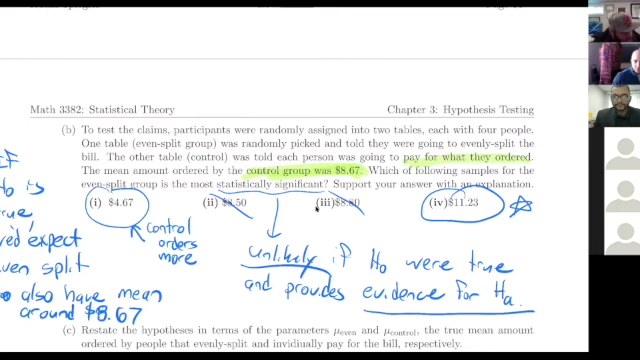 Math 3382: Statistical Theory Chapter 3: Hypothesis Testing
(b) To test the claims, participants were randomly assigned into two tables, each with four people.
One table (even-split group) was randomly picked and told they were going to evenly-split the
bill. The other table (control) was told each person was going to pay for what they ordered.
The mean amount ordered by the control group was $8.67. Which of following samples for
the even-split group is the most statistically significant? Support your answer with an explanation.
(i) $4.67 (ii) $8.50 (iii) $8.80 (iv) $11.23
control
orders
more
Ho is
true,
expect
split
also have mean
around $8.67
unlikely if Ho were true
and provides evidence for Ha.
(c) Restate the hypotheses in terms of the parameters μeven and μcontrol, the true mean amount
ordered by people that evenly-split and invidually pay for the bill, respectively.